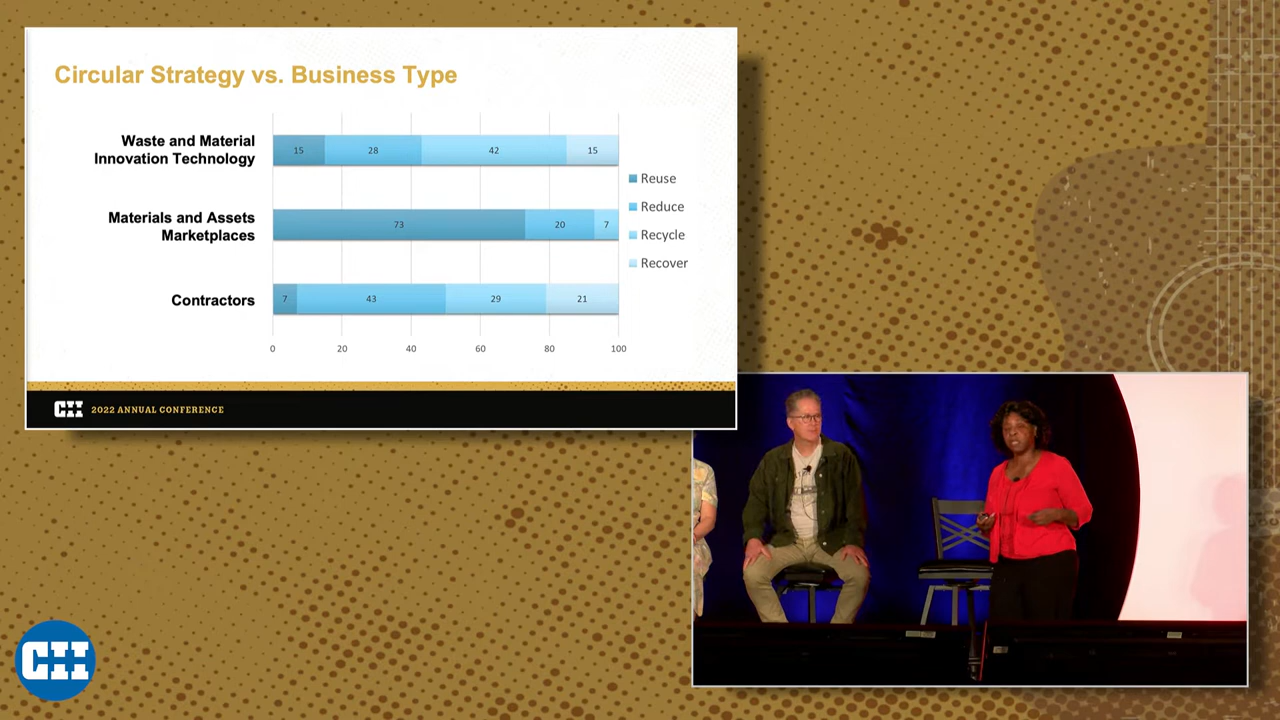 Circular Strategy vs. Business Type
Waste and Material
Innovation Technology
15 28 42 15
Materials and Assets
Marketplaces
73 20 7
Contractors
7 43 29 21
0 20 40 60 80 100
Reuse
Reduce
Recycle
Recover
CII 2022 ANNUAL CONFERENCE
CII